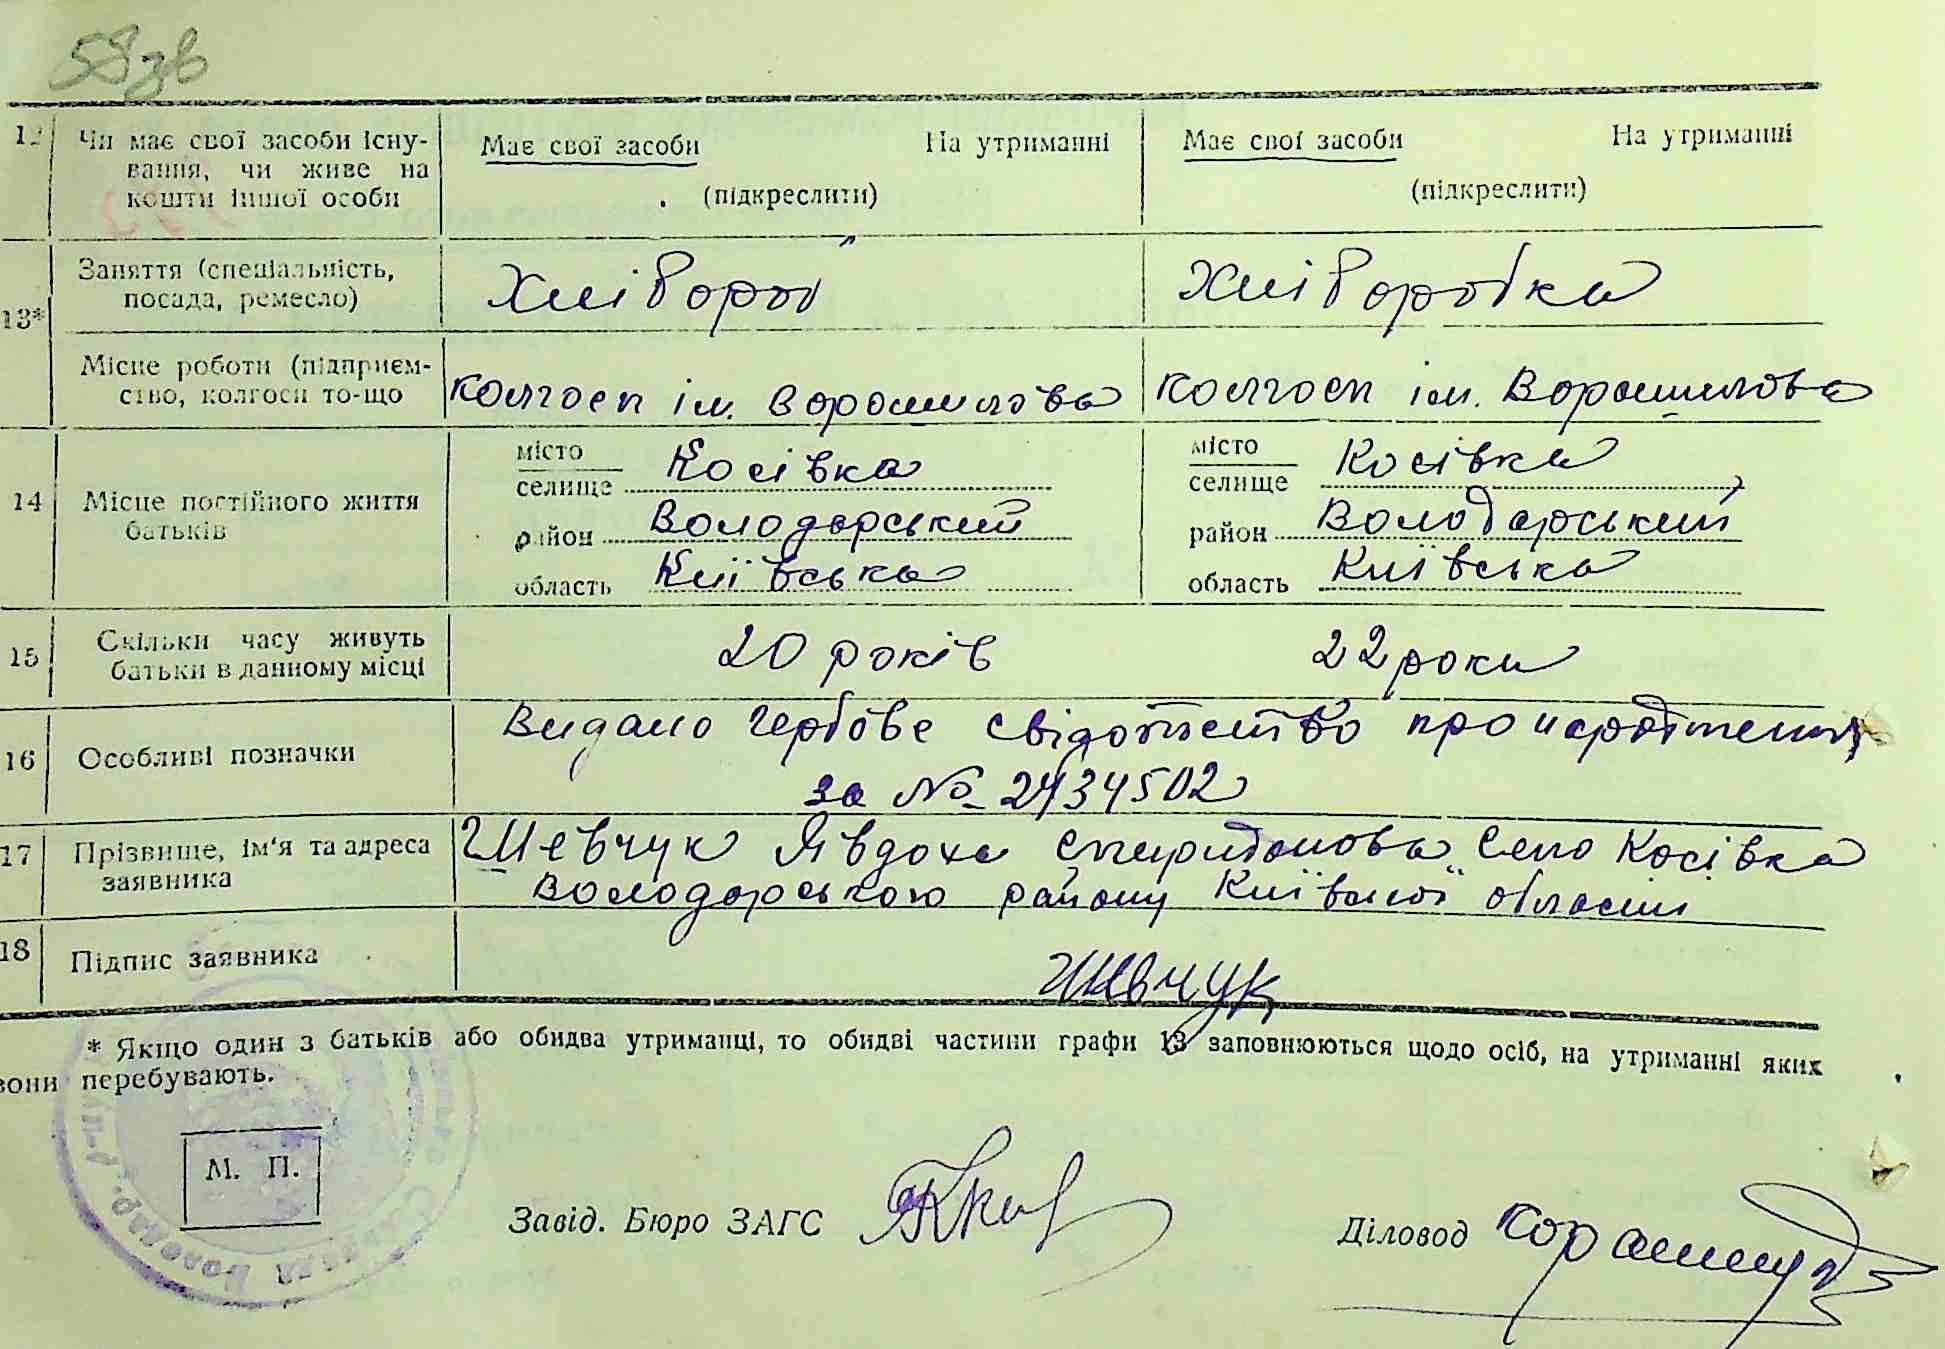 58зв
12 Чи має свої засоби існу- Має свої засоби На утриманні Має свої засоби На утриманні
вання, чи живе на
кошти іншої особи (підкреслити) (підкреслити)
13* Заняття (спеціальність, Хлібороб Хліборобка
посада, ремесло)
Місце роботи (підприєм- колгосп ім. Ворошилова колгосп ім. Ворошилова
ство, колгосп то-що
14 Місце постійного життя батьків місто Косівка місто Косівка
селище селище
район Володарський район Володарський
область Київська область Київська
15 Скільки часу живуть 20 років 22 роки
батьки в данному місці
16 Особливі позначки Видано гербове свідотство про народження
за № 2434502
17 Прізвище, ім'я та адреса Шевчук Явдоха Спиридонова село Косівка
заявника Володарського району Київської області
18 Підпис заявника Шевчук
* Якщо один з батьків або обидва утриманці, то обидві частини графи 13 заповнюються щодо осіб, на утриманні яких
вони перебувають.
М. П.
Завід. Бюро ЗАГС Діловод